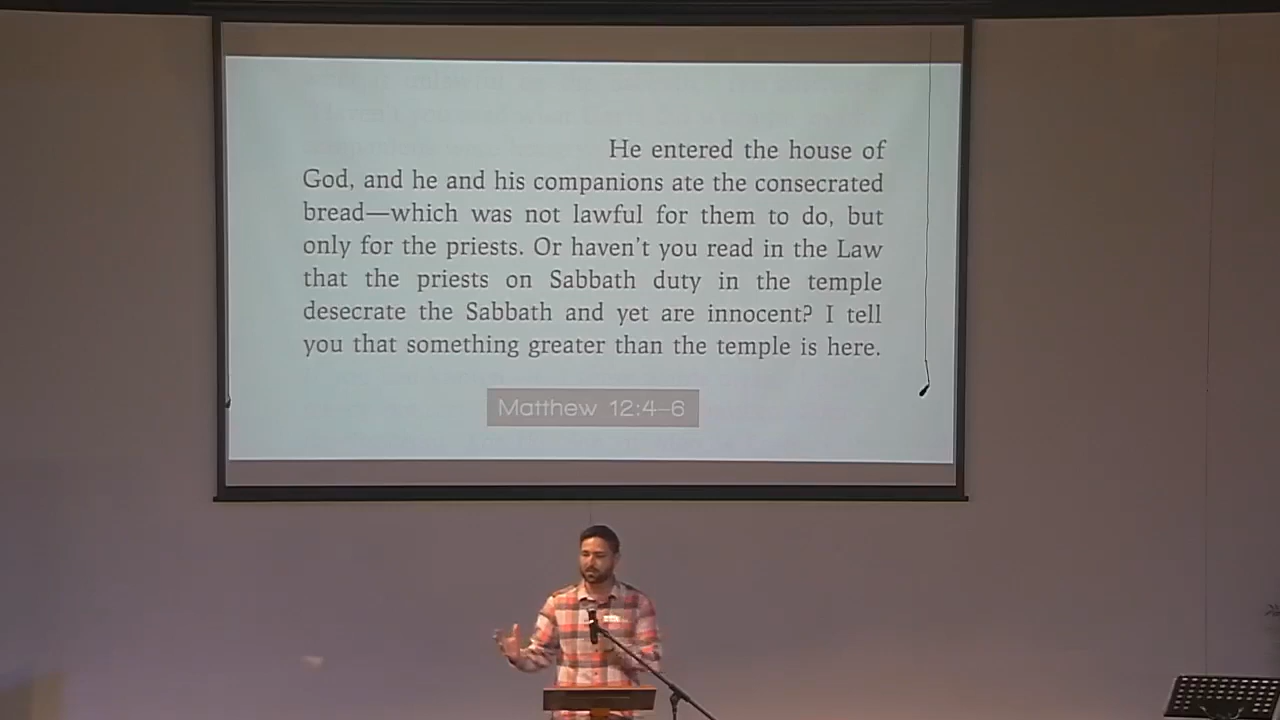 He entered the house of
God, and he and his companions ate the consecrated
bread—which was not lawful for them to do, but
only for the priests. Or haven't you read in the Law
that the priests on Sabbath duty in the temple
desecrate the Sabbath and yet are innocent? I tell
you that something greater than the temple is here.
Matthew 12:4–6